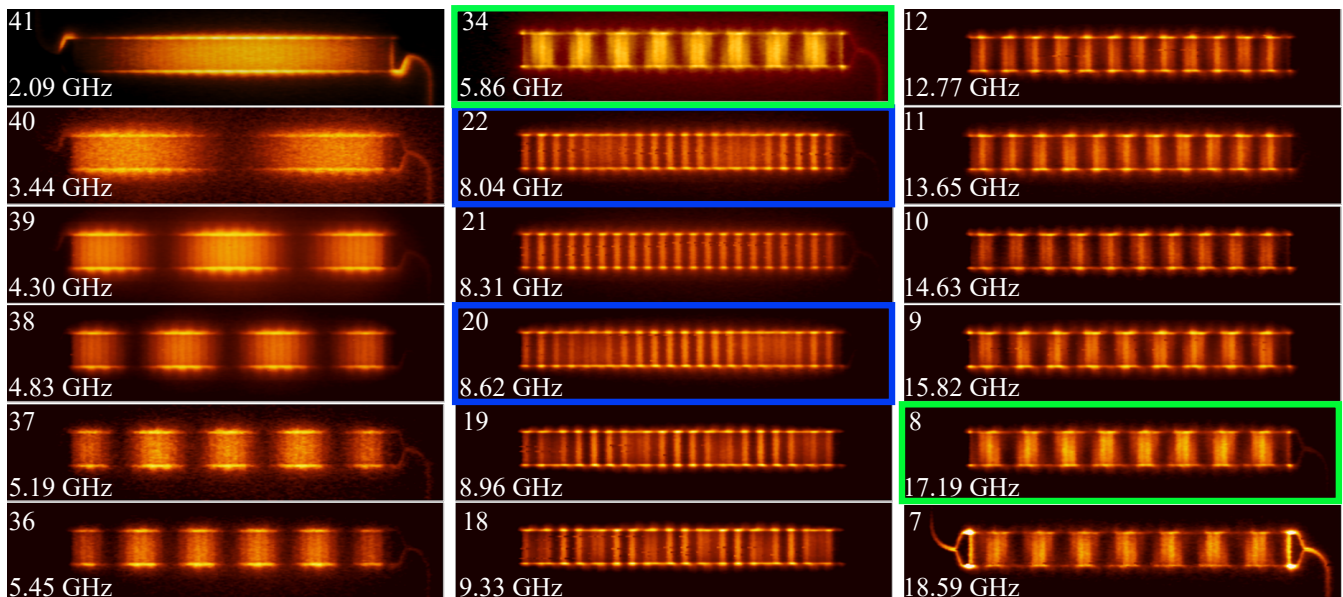 41
2.09 GHz
40
3.44 GHz
39
4.30 GHz
38
4.83 GHz
37
5.19 GHz
36
5.45 GHz
34
5.86 GHz
22
8.04 GHz
21
8.31 GHz
20
8.62 GHz
19
8.96 GHz
18
9.33 GHz
12
12.77 GHz
11
13.65 GHz
10
14.63 GHz
9
15.82 GHz
8
17.19 GHz
7
18.59 GHz